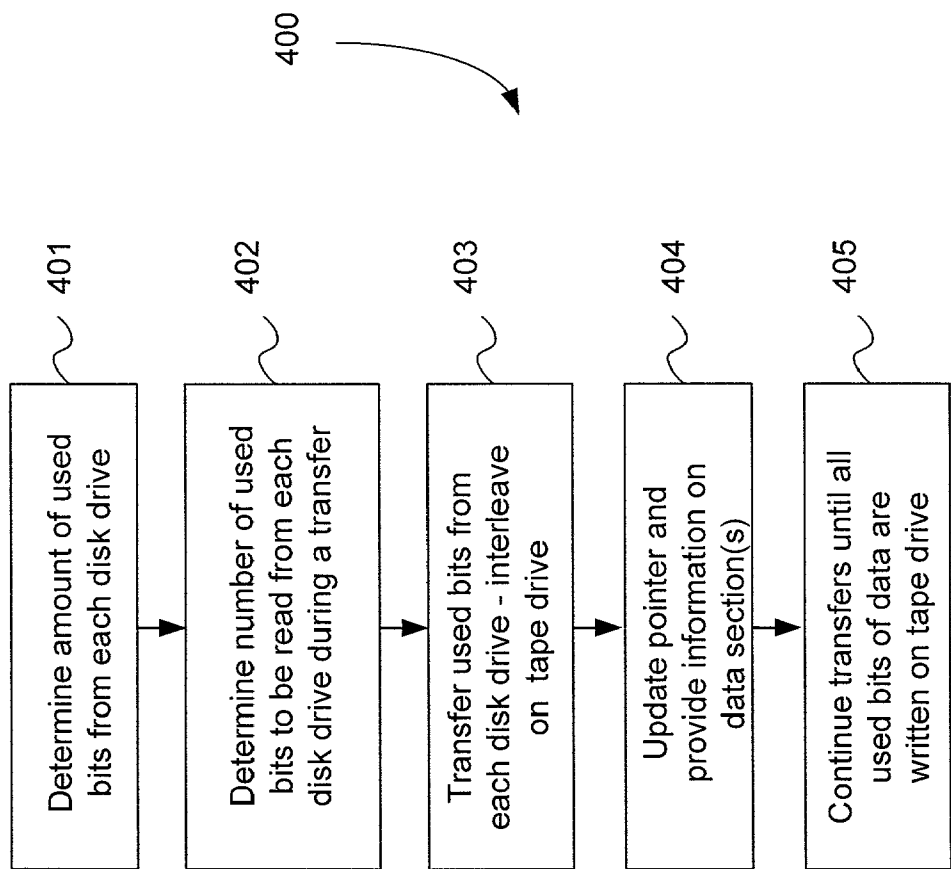 400
401
Determine amount of used
bits from each disk drive
402
Determine number of used
bits to be read from each
disk drive during a transfer
403
Transfer used bits from
each disk drive - interleave
on tape drive
404
Update pointer and
provide information on
data section(s)
405
Continue transfers until all
used bits of data are
written on tape drive